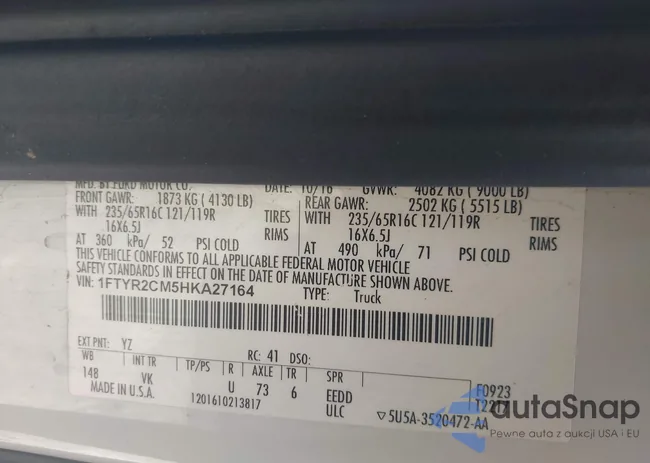 MFD. BY FORD MOTOR CO. DATE: 10/16 GVWR: 4082 KG ( 9000 LB)
FRONT GAWR: 1873 KG ( 4130 LB) REAR GAWR: 2502 KG ( 5515 LB)
WITH 235/65R16C 121/119R TIRES WITH 235/65R16C 121/119R TIRES
16X6.5J RIMS 16X6.5J RIMS
AT 360 kPa/ 52 PSI COLD AT 490 kPa/ 71 PSI COLD
THIS VEHICLE CONFORMS TO ALL APPLICABLE FEDERAL MOTOR VEHICLE
SAFETY STANDARDS IN EFFECT ON THE DATE OF MANUFACTURE SHOWN ABOVE.
VIN: 1FTYR2CM5HKA27164 TYPE: Truck
EXT PNT: YZ RC: 41 DSO:
WB INT TR TP/PS R AXLE TR SPR
148 VK U 73 6 EEDD F0923
MADE IN U.S.A. 1201610213817 ULC
▽5U5A-3520472-AA
autaSnap
Pewne auta z aukcji USA i EU